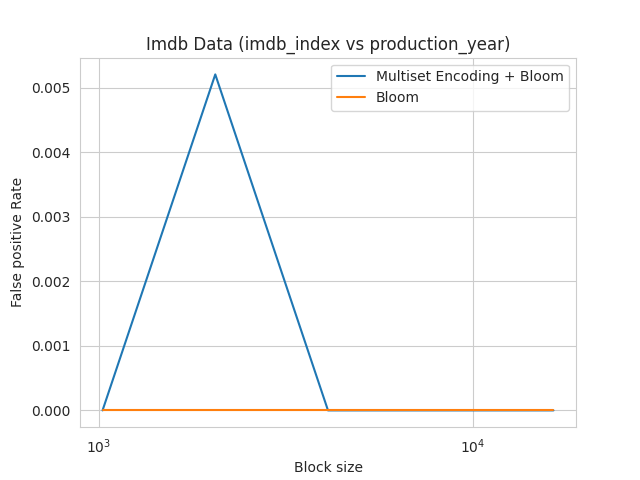 Imdb Data (imdb_index vs production_year)
Multiset Encoding + Bloom
Bloom
False positive Rate
0.005
0.004
0.003
0.002
0.001
0.000
10³
10⁴
Block size